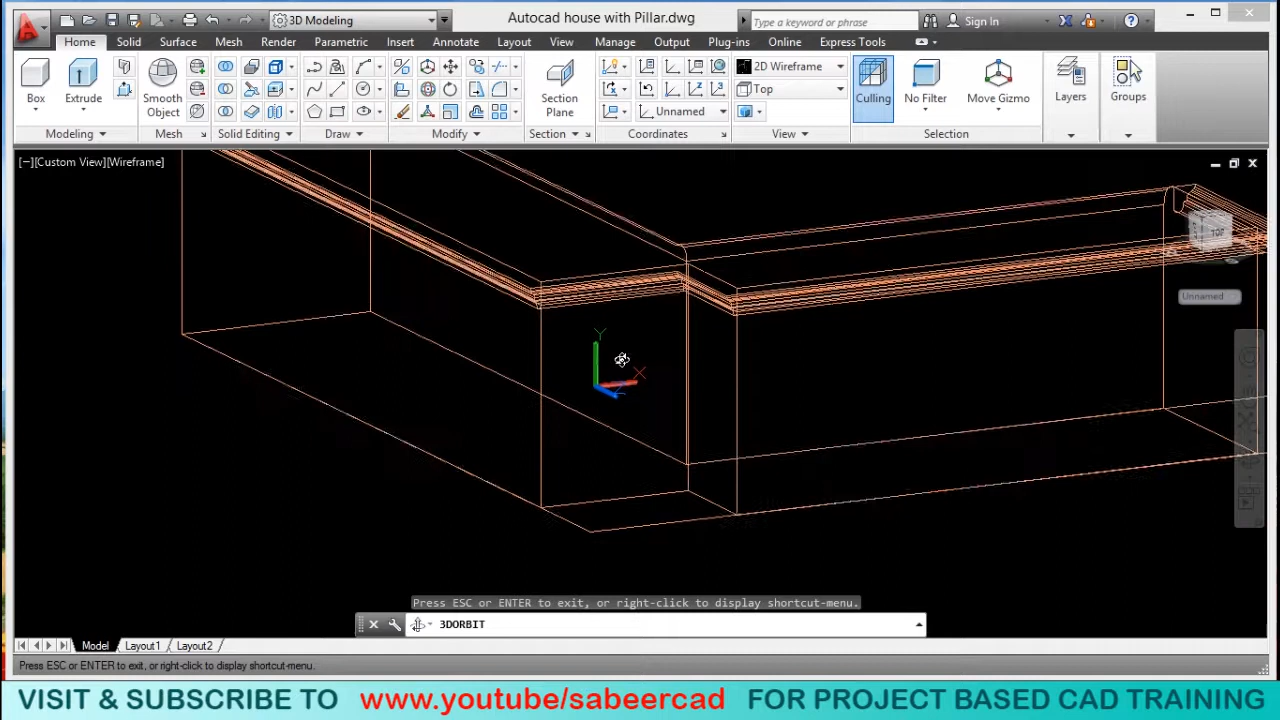 3D Modeling
Autocad house with Pillar.dwg
Type a keyword or phrase
Sign In
Home Solid Surface Mesh Render Parametric Insert Annotate Layout View Manage Output Plug-ins Online Express Tools
Box
Extrude
Smooth Object
Section Plane
Unnamed
2D Wireframe
Top
Culling
No Filter
Move Gizmo
Layers
Groups
Modeling Mesh Solid Editing Draw Modify Section Coordinates View Selection
[−][Custom View][Wireframe]
TOP
Unnamed
Y
X
Z
Press ESC or ENTER to exit, or right-click to display shortcut-menu.
3DORBIT
Model Layout1 Layout2
Press ESC or ENTER to exit, or right-click to display shortcut-menu.
VISIT & SUBSCRIBE TO www.youtube/sabeercad FOR PROJECT BASED CAD TRAINING